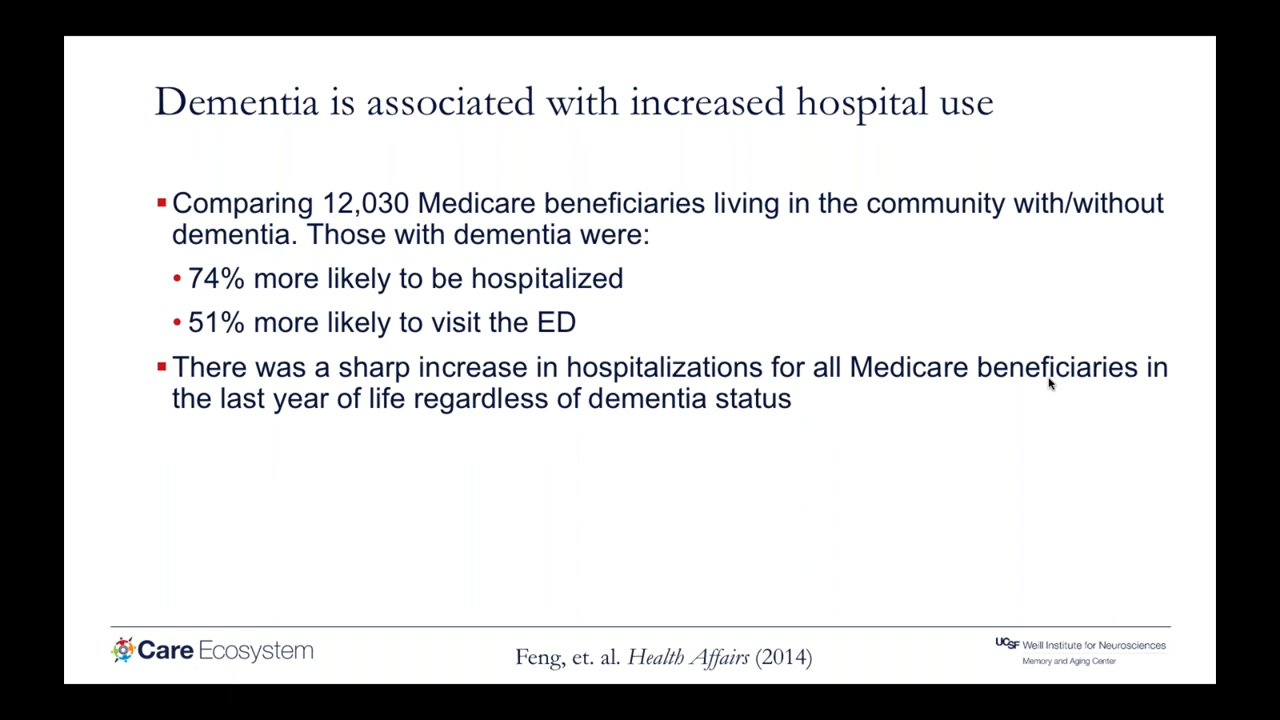 Dementia is associated with increased hospital use
▪ Comparing 12,030 Medicare beneficiaries living in the community with/without
dementia. Those with dementia were:
• 74% more likely to be hospitalized
• 51% more likely to visit the ED
▪ There was a sharp increase in hospitalizations for all Medicare beneficiaries in
the last year of life regardless of dementia status
Care Ecosystem
Feng, et. al. Health Affairs (2014)
UCSF Weill Institute for Neurosciences
Memory and Aging Center